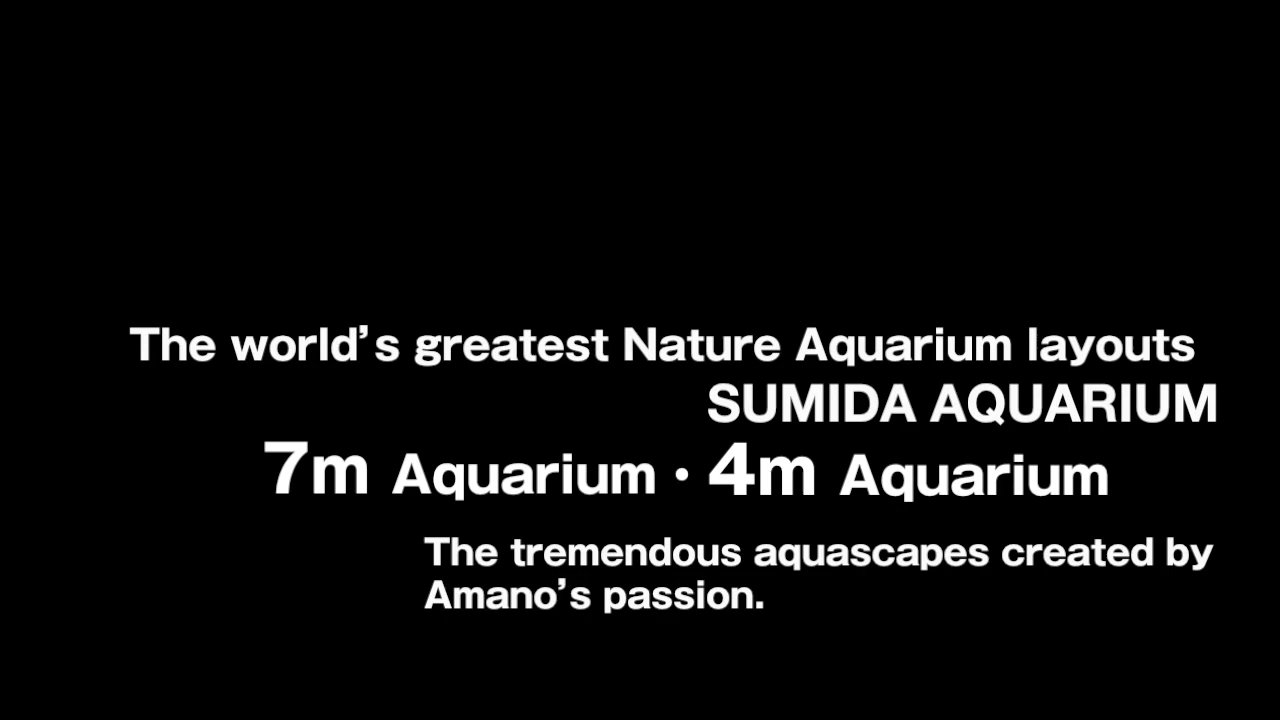 The world’s greatest Nature Aquarium layouts
SUMIDA AQUARIUM
7m Aquarium・4m Aquarium
The tremendous aquascapes created by
Amano’s passion.